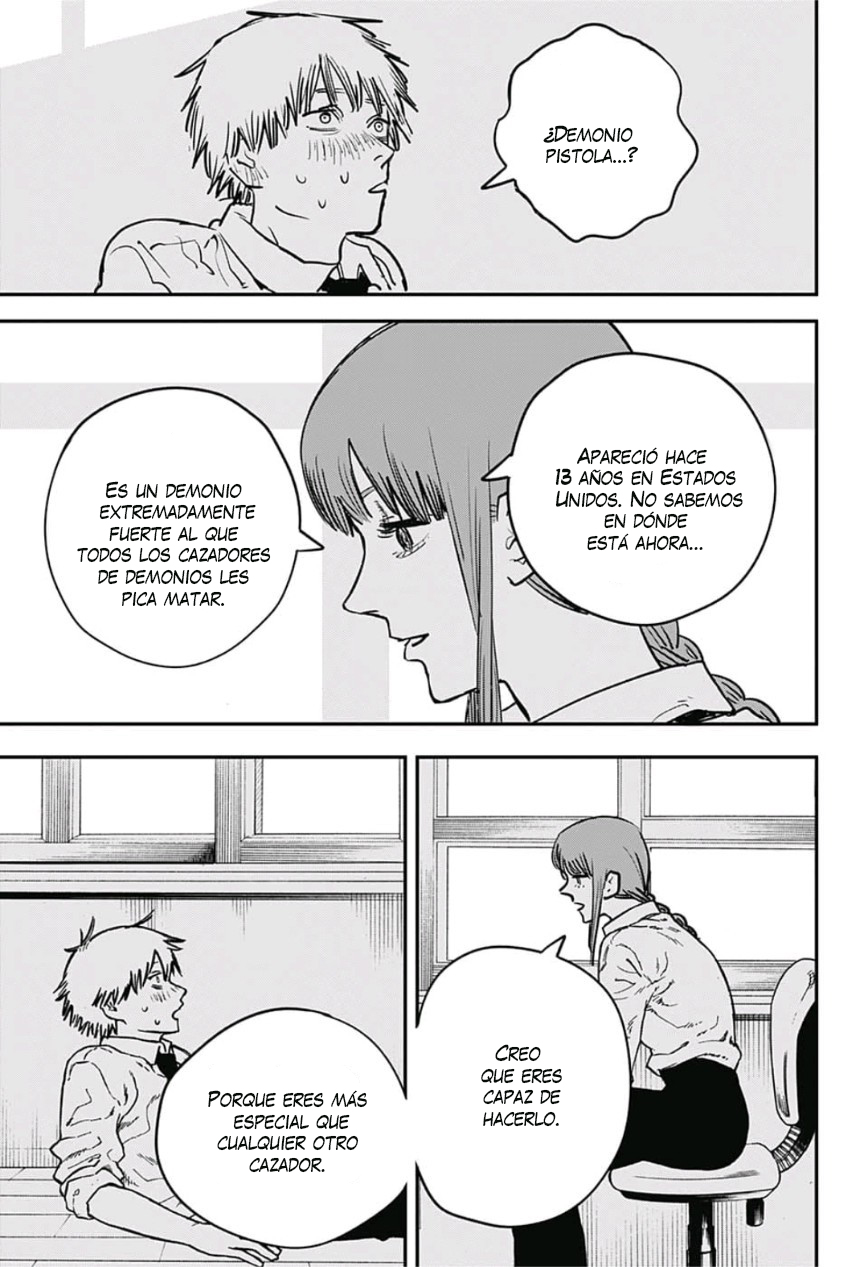 ¿Demonio
pistola...?
Apareció hace
13 años en Estados
Unidos. No sabemos
en dónde
está ahora...
Es un demonio
extremadamente
fuerte al que
todos los cazadores
de demonios les
pica matar.
Creo
que eres
capaz de
hacerlo.
Porque eres más
especial que
cualquier otro
cazador.